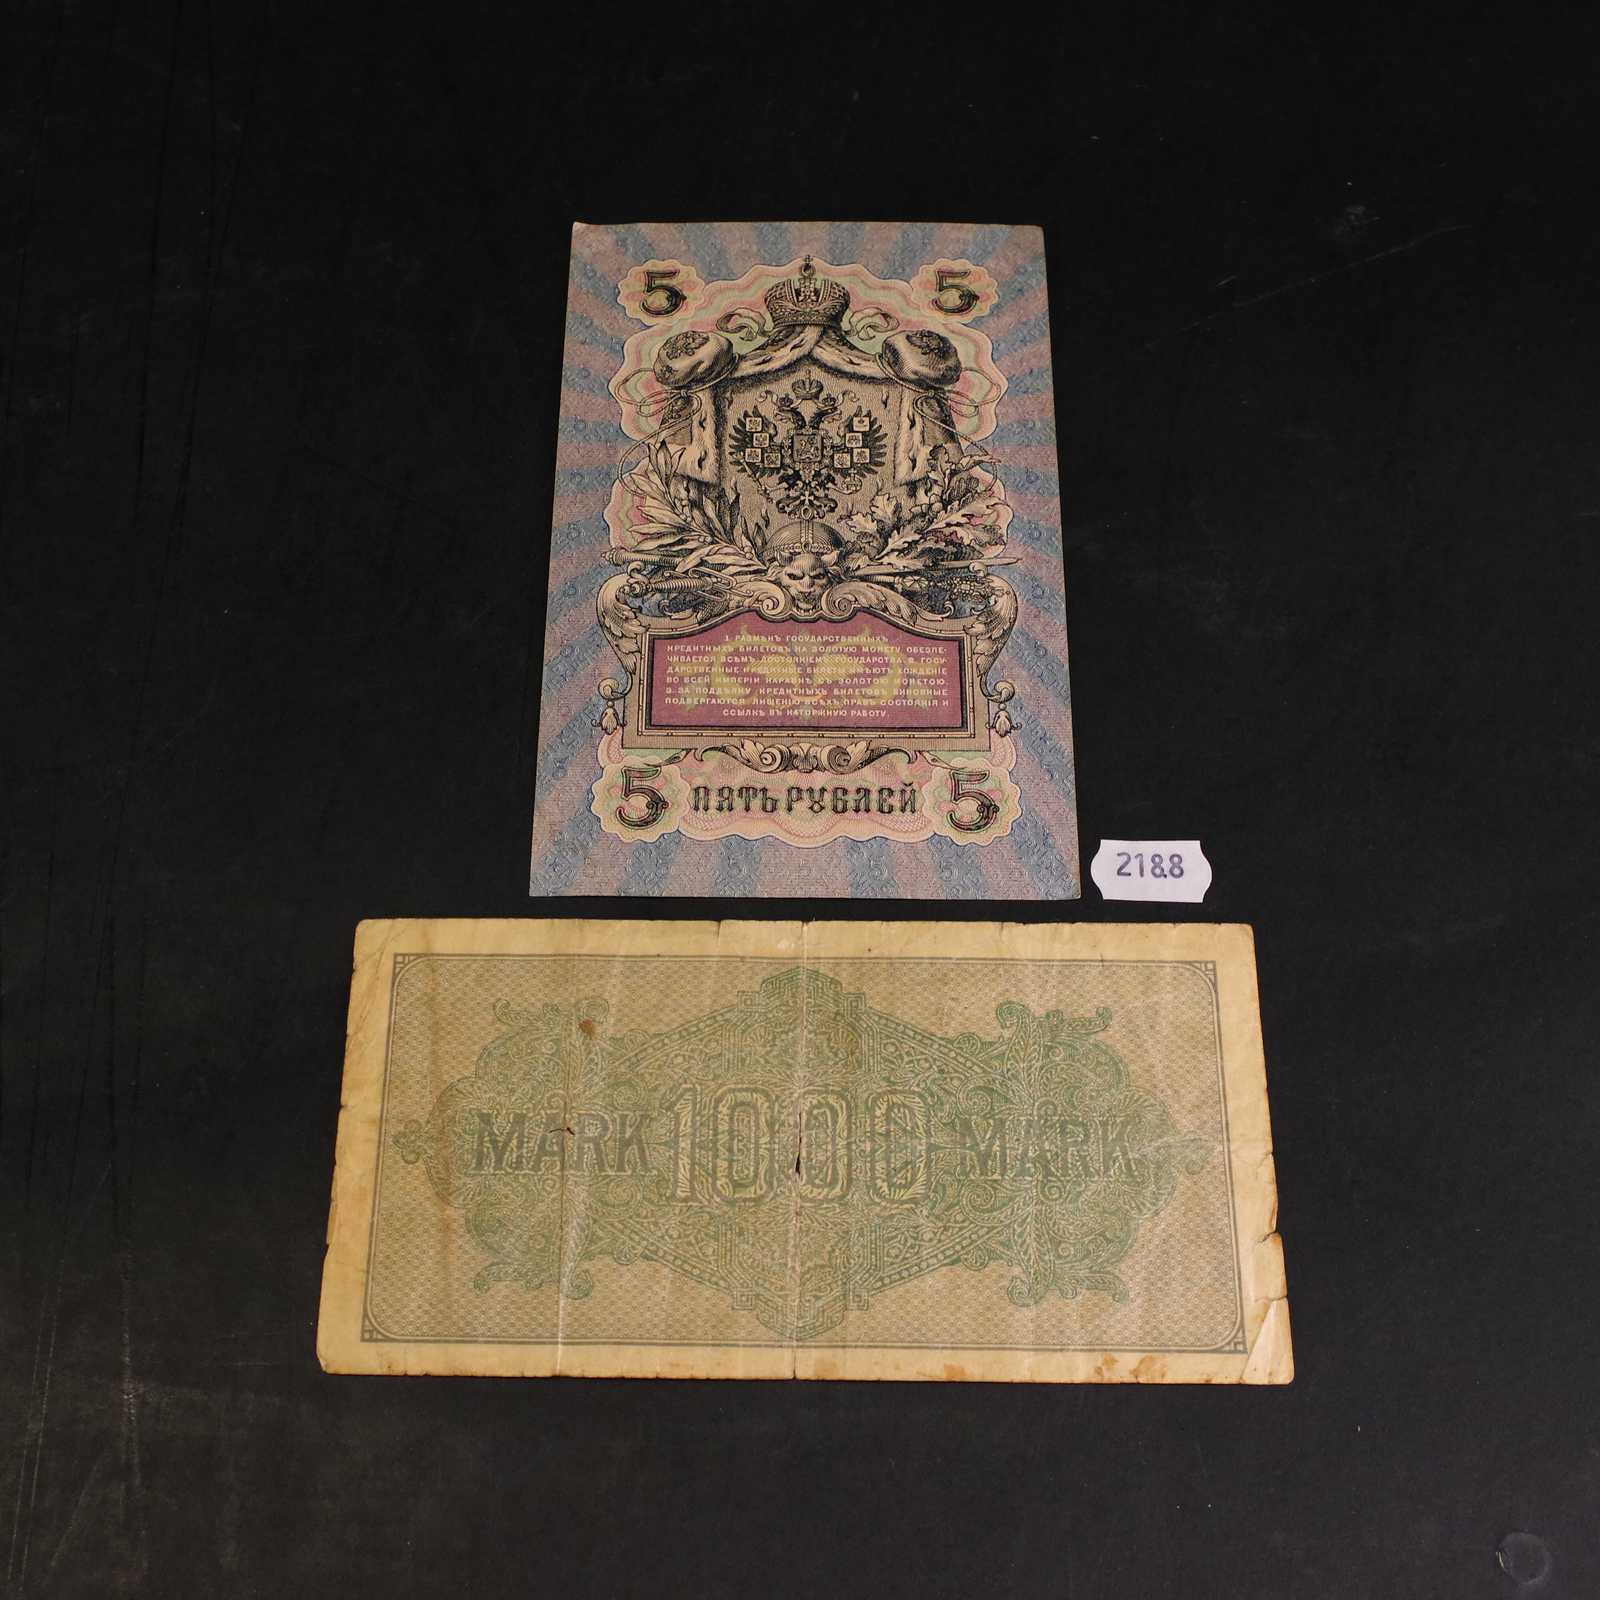 5 5
1. РАЗМѢНЪ ГОСУДАРСТВЕННЫХЪ
КРЕДИТНЫХЪ БИЛЕТОВЪ НА ЗОЛОТУЮ МОНЕТУ ОБЕЗПЕ-
ЧИВАЕТСЯ ВСѢМЪ ДОСТОЯНІЕМЪ ГОСУДАРСТВА. 2. ГОСУ-
ДАРСТВЕННЫЕ КРЕДИТНЫЕ БИЛЕТЫ ИМѢЮТЪ ХОЖДЕНІЕ
ВО ВСЕЙ ИМПЕРІИ НАРАВНѢ СЪ ЗОЛОТОЮ МОНЕТОЮ.
3. ЗА ПОДДѢЛКУ КРЕДИТНЫХЪ БИЛЕТОВЪ ВИНОВНЫЕ
ПОДВЕРГАЮТСЯ ЛИШЕНІЮ ВСѢХЪ ПРАВЪ СОСТОЯНІЯ И
ССЫЛКѢ ВЪ КАТОРЖНУЮ РАБОТУ.
5 ПЯТЬ РУБЛЕЙ 5
2188
MARK 1000 MARK